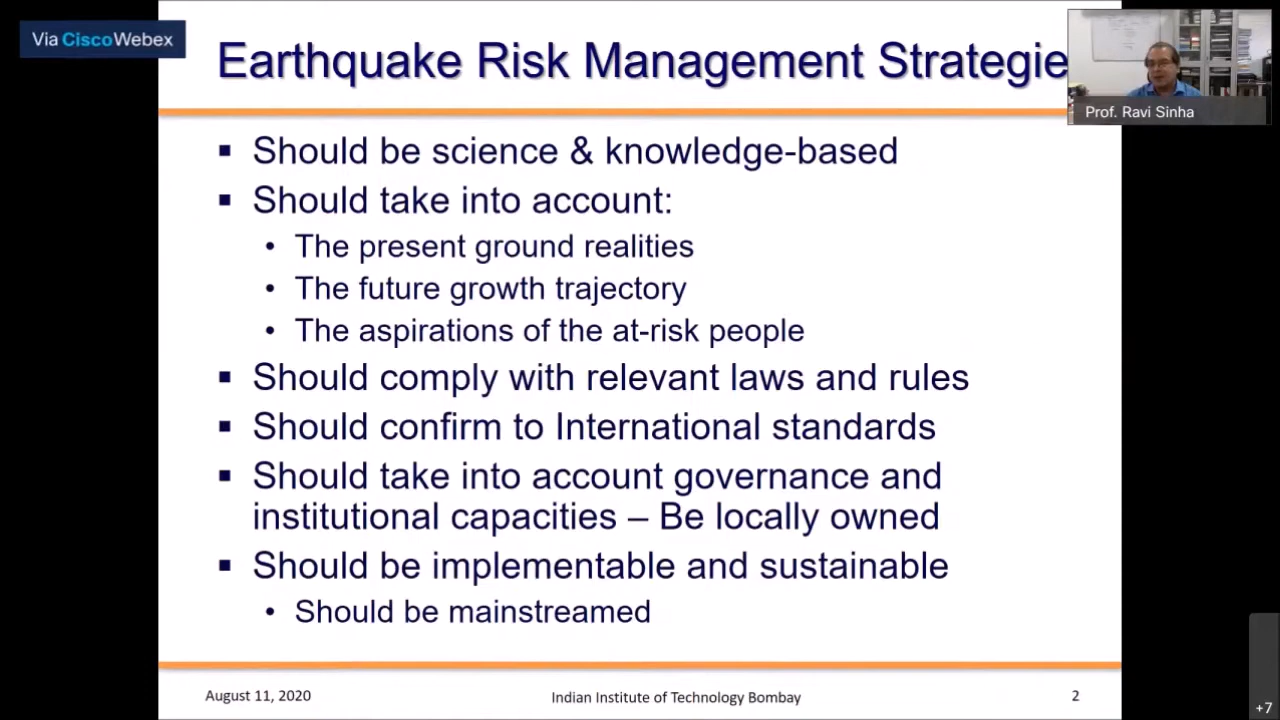 Via CiscoWebex
Earthquake Risk Management Strategie
Prof. Ravi Sinha
▪ Should be science & knowledge-based
▪ Should take into account:
• The present ground realities
• The future growth trajectory
• The aspirations of the at-risk people
▪ Should comply with relevant laws and rules
▪ Should confirm to International standards
▪ Should take into account governance and
institutional capacities – Be locally owned
▪ Should be implementable and sustainable
• Should be mainstreamed
August 11, 2020
Indian Institute of Technology Bombay
2
+7